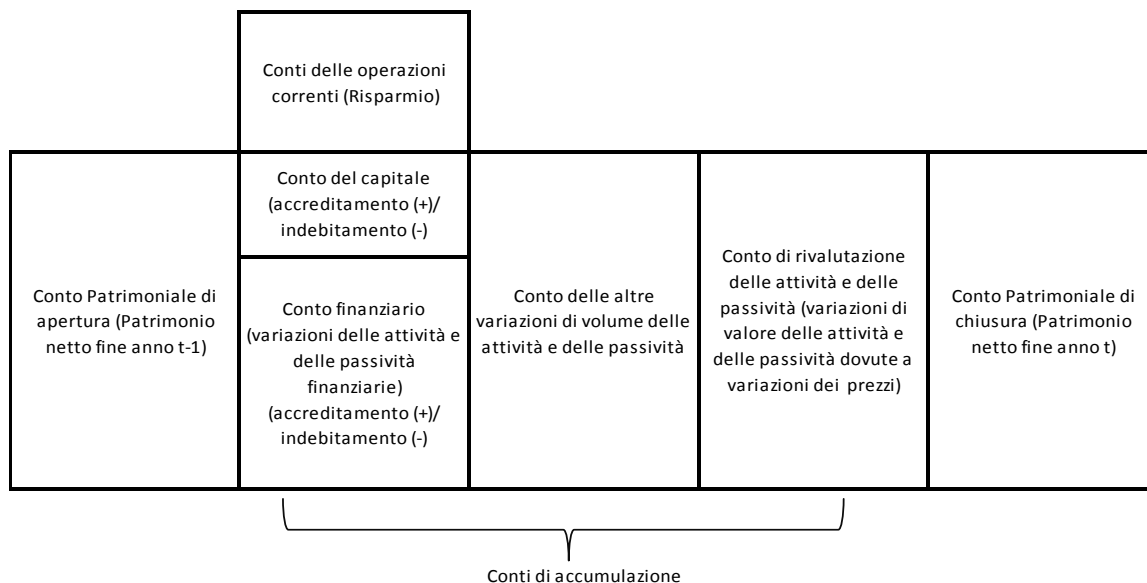 Conti delle operazioni
correnti (Risparmio)
Conto Patrimoniale di
apertura (Patrimonio
netto fine anno t-1)
Conto del capitale
(accreditamento (+)/
indebitamento (-)
Conto finanziario
(variazioni delle attività e
delle passività
finanziarie)
(accreditamento (+)/
indebitamento (-)
Conto delle altre
variazioni di volume delle
attività e delle passività
Conto di rivalutazione
delle attività e delle
passività (variazioni di
valore delle attività e
delle passività dovute a
variazioni dei prezzi)
Conto Patrimoniale di
chiusura (Patrimonio
netto fine anno t)
Conti di accumulazione